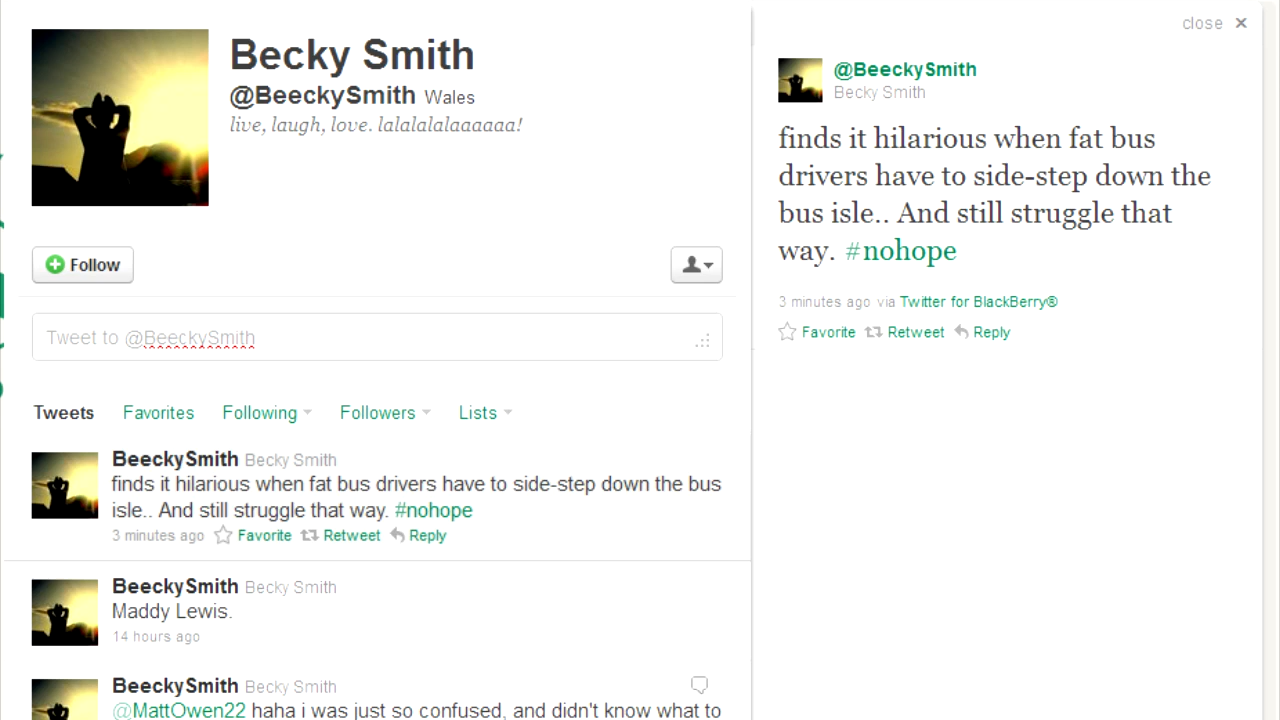 Becky Smith
@BeeckySmith Wales
live, laugh, love. lalalalalaaaaaa!
Follow
Tweet to @BeeckySmith
Tweets Favorites Following Followers Lists
BeeckySmith Becky Smith
finds it hilarious when fat bus drivers have to side-step down the bus
isle.. And still struggle that way. #nohope
3 minutes ago Favorite Retweet Reply
BeeckySmith Becky Smith
Maddy Lewis.
14 hours ago
BeeckySmith Becky Smith
@MattOwen22 haha i was just so confused, and didn't know what to
close ×
@BeeckySmith
Becky Smith
finds it hilarious when fat bus
drivers have to side-step down the
bus isle.. And still struggle that
way. #nohope
3 minutes ago via Twitter for BlackBerry®
Favorite Retweet Reply